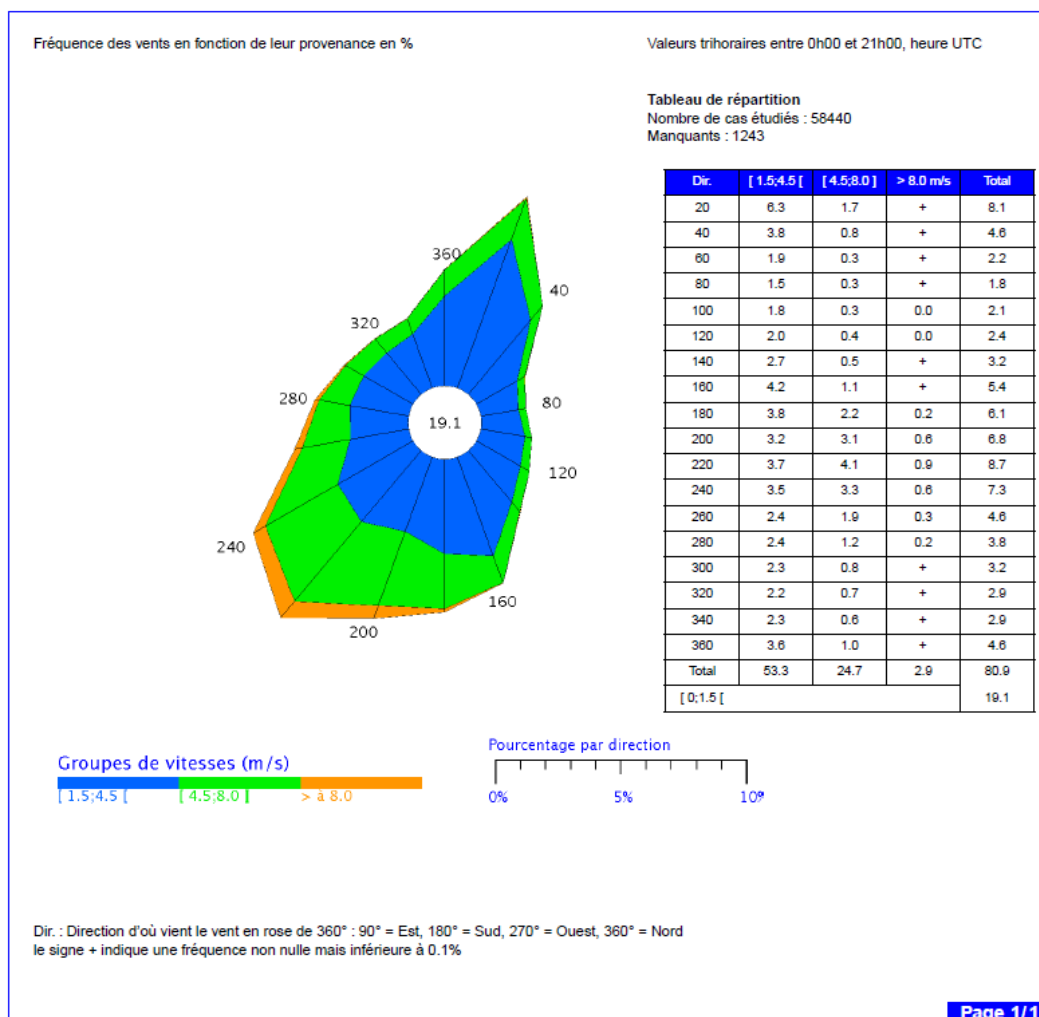 Fréquence des vents en fonction de leur provenance en %
Valeurs trihoraires entre 0h00 et 21h00, heure UTC
Tableau de répartition
Nombre de cas étudiés : 58440
Manquants : 1243
Dir. [ 1.5;4.5 [ [ 4.5;8.0 ] > 8.0 m/s Total
20 6.3 1.7 + 8.1
40 3.8 0.8 + 4.6
60 1.9 0.3 + 2.2
80 1.5 0.3 + 1.8
100 1.8 0.3 0.0 2.1
120 2.0 0.4 0.0 2.4
140 2.7 0.5 + 3.2
160 4.2 1.1 + 5.4
180 3.8 2.2 0.2 6.1
200 3.2 3.1 0.6 6.8
220 3.7 4.1 0.9 8.7
240 3.5 3.3 0.6 7.3
260 2.4 1.9 0.3 4.6
280 2.4 1.2 0.2 3.8
300 2.3 0.8 + 3.2
320 2.2 0.7 + 2.9
340 2.3 0.6 + 2.9
360 3.6 1.0 + 4.6
Total 53.3 24.7 2.9 80.9
[ 0;1.5 [ 19.1
360
40
320
280
80
19.1
120
240
160
200
Groupes de vitesses (m/s)
[ 1.5;4.5 [ [ 4.5;8.0 ] > à 8.0
Pourcentage par direction
0% 5% 10%
Dir. : Direction d'où vient le vent en rose de 360° : 90° = Est, 180° = Sud, 270° = Ouest, 360° = Nord
le signe + indique une fréquence non nulle mais inférieure à 0.1%
Page 1/1